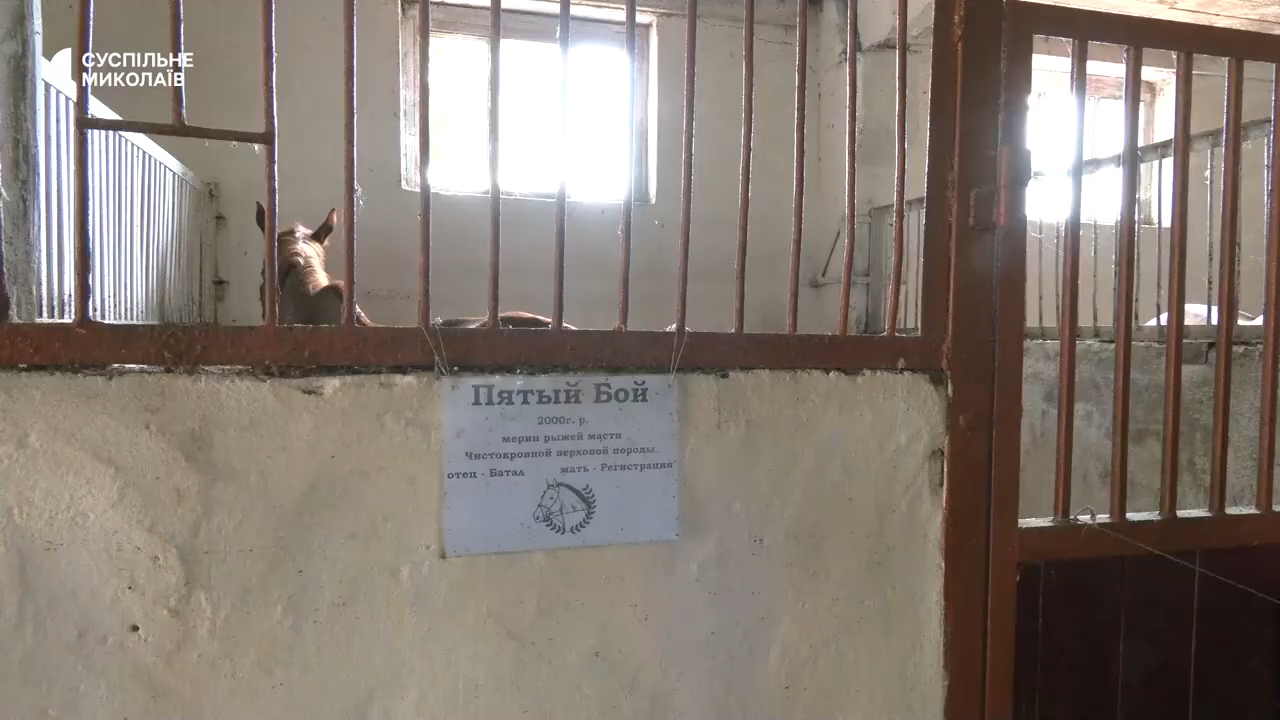 СУСПІЛЬНЕ
МИКОЛАЇВ
Пятый Бой
2000г. р.
мерин рыжей масти
Чистокровной верховой породы
отец - Батал мать - Регистрация